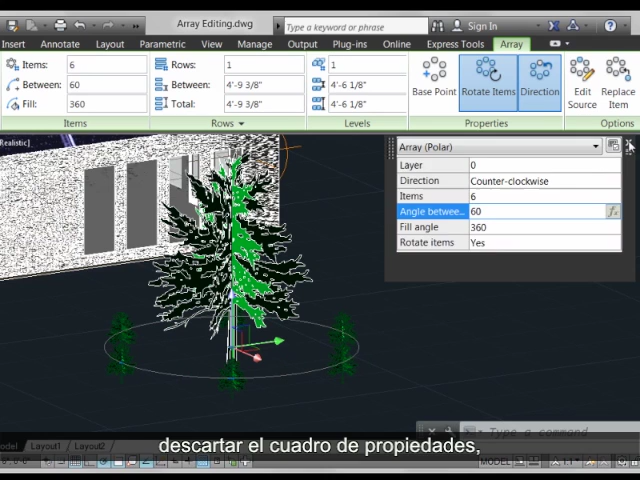 Array Editing.dwg
Type a keyword or phrase
Sign In
Insert Annotate Layout Parametric View Manage Output Plug-ins Online Express Tools Array
Items: 6 Rows: 1 1
Between: 60 Between: 4'-9 3/8" 4'-6 1/8"
Fill: 360 Total: 4'-9 3/8" 4'-6 1/8"
Base Point Rotate Items Direction Edit Source Replace Item
Items Rows Levels Properties Options
Realistic]
Array (Polar)
Layer 0
Direction Counter-clockwise
Items 6
Angle betwee... 60
Fill angle 360
Rotate items Yes
Type a command
Layout1 Layout2
descartar el cuadro de propiedades,
MODEL 1:1